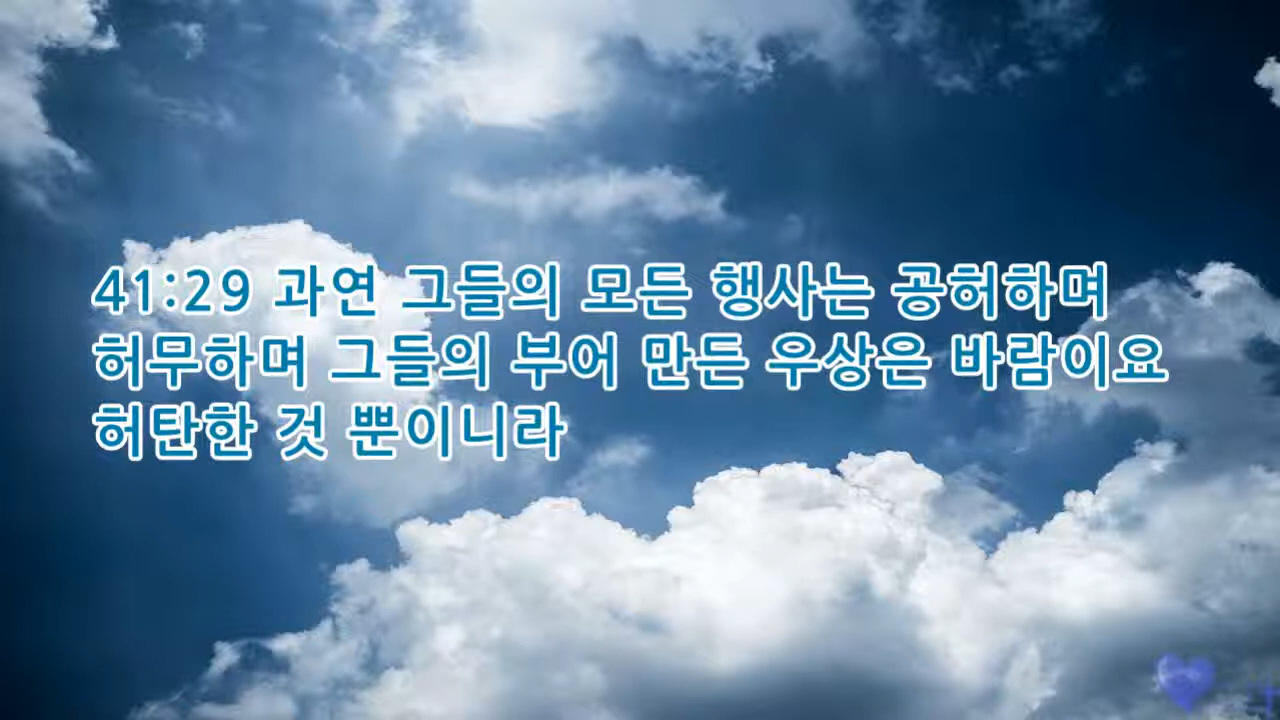 41:29 과연 그들의 모든 행사는 공허하며
허무하며 그들의 부어 만든 우상은 바람이요
허탄한 것 뿐이니라